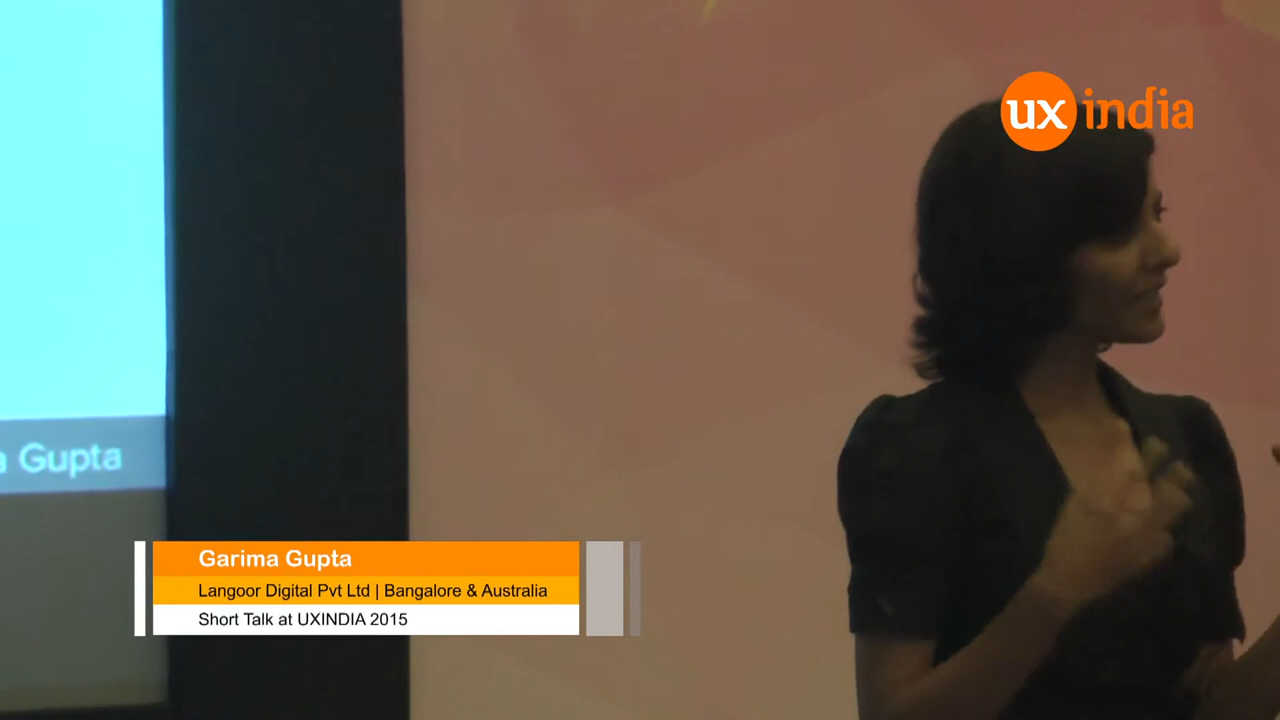 ux india
a Gupta
Garima Gupta
Langoor Digital Pvt Ltd | Bangalore & Australia
Short Talk at UXINDIA 2015